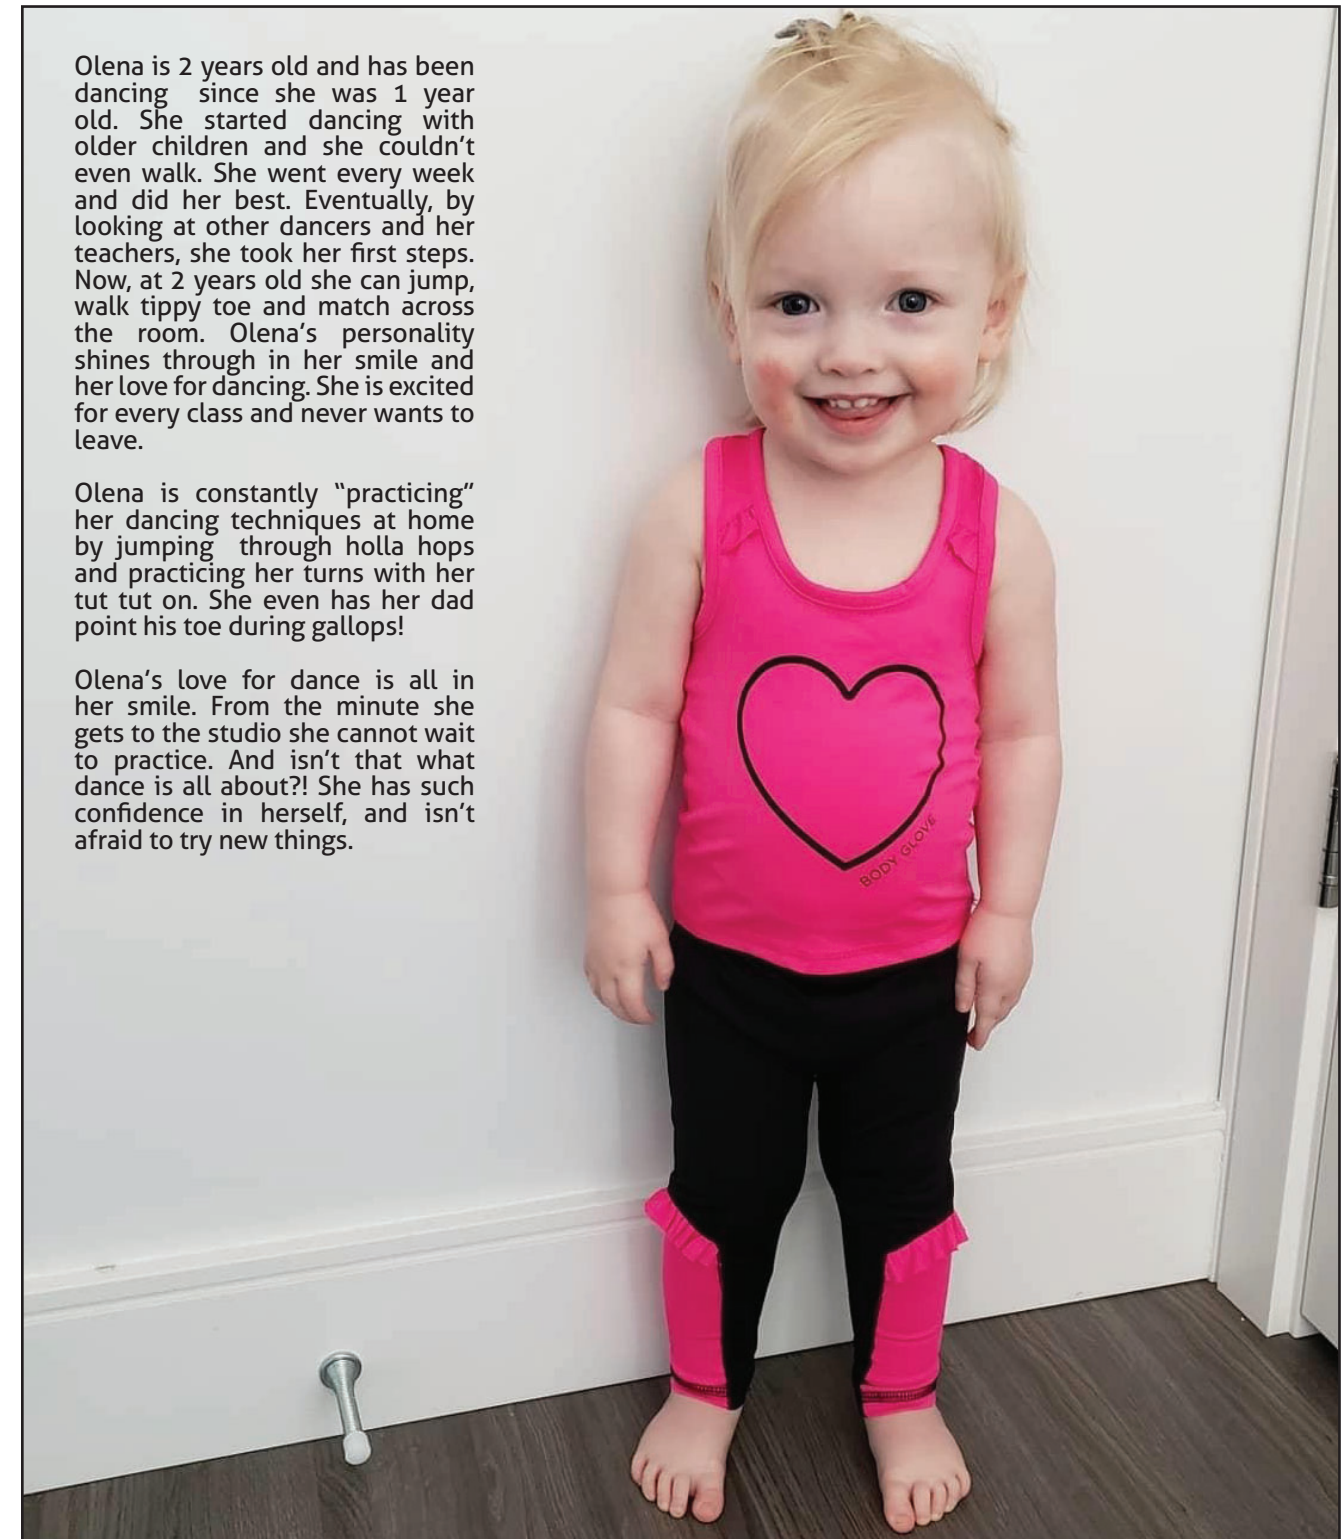 Olena is 2 years old and has been
dancing since she was 1 year
old. She started dancing with
older children and she couldn't
even walk. She went every week
and did her best. Eventually, by
looking at other dancers and her
teachers, she took her first steps.
Now, at 2 years old she can jump,
walk tippy toe and match across
the room. Olena's personality
shines through in her smile and
her love for dancing. She is excited
for every class and never wants to
leave.
Olena is constantly “practicing”
her dancing techniques at home
by jumping through holla hops
and practicing her turns with her
tut tut on. She even has her dad
point his toe during gallops!
Olena's love for dance is all in
her smile. From the minute she
gets to the studio she cannot wait
to practice. And isn't that what
dance is all about?! She has such
confidence in herself, and isn't
afraid to try new things.
BODY GLOVE